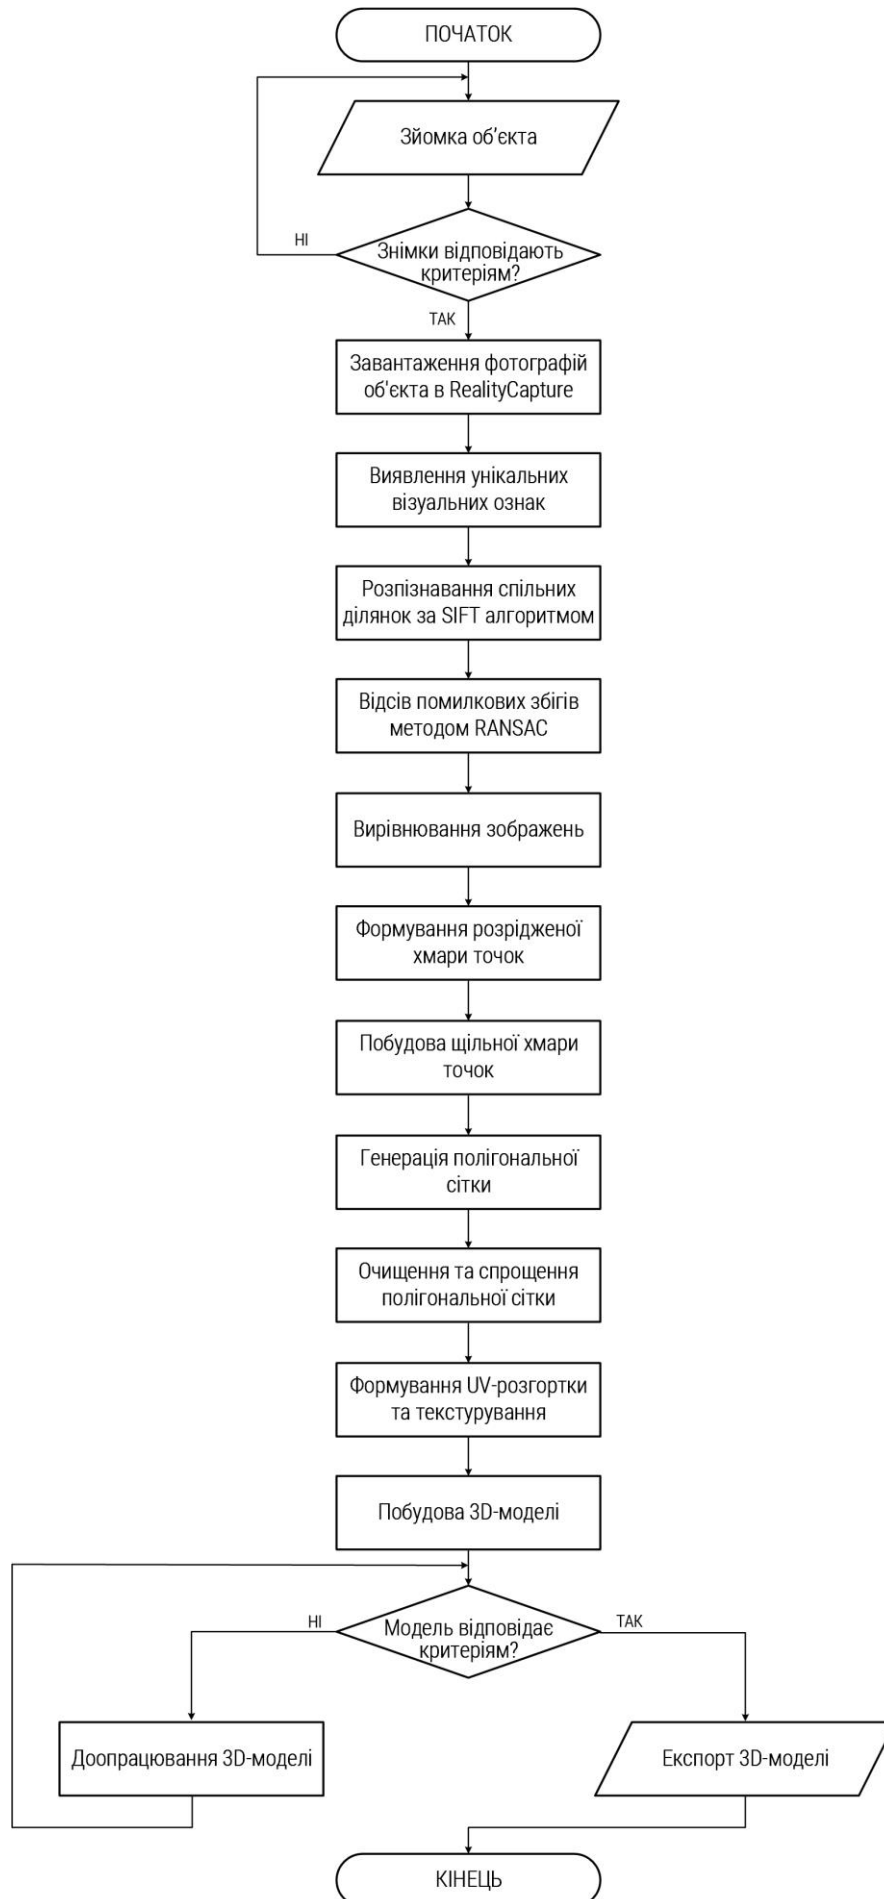 ПОЧАТОК
Зйомка об'єкта
НІ
Знімки відповідають
критеріям?
ТАК
Завантаження фотографій
об'єкта в RealityCapture
Виявлення унікальних
візуальних ознак
Розпізнавання спільних
ділянок за SIFT алгоритмом
Відсів помилкових збігів
методом RANSAC
Вирівнювання зображень
Формування розрідженої
хмари точок
Побудова щільної хмари
точок
Генерація полігональної
сітки
Очищення та спрощення
полігональної сітки
Формування UV-розгортки
та текстурування
Побудова 3D-моделі
НІ
Модель відповідає
критеріям?
ТАК
Доопрацювання 3D-моделі
Експорт 3D-моделі
КІНЕЦЬ